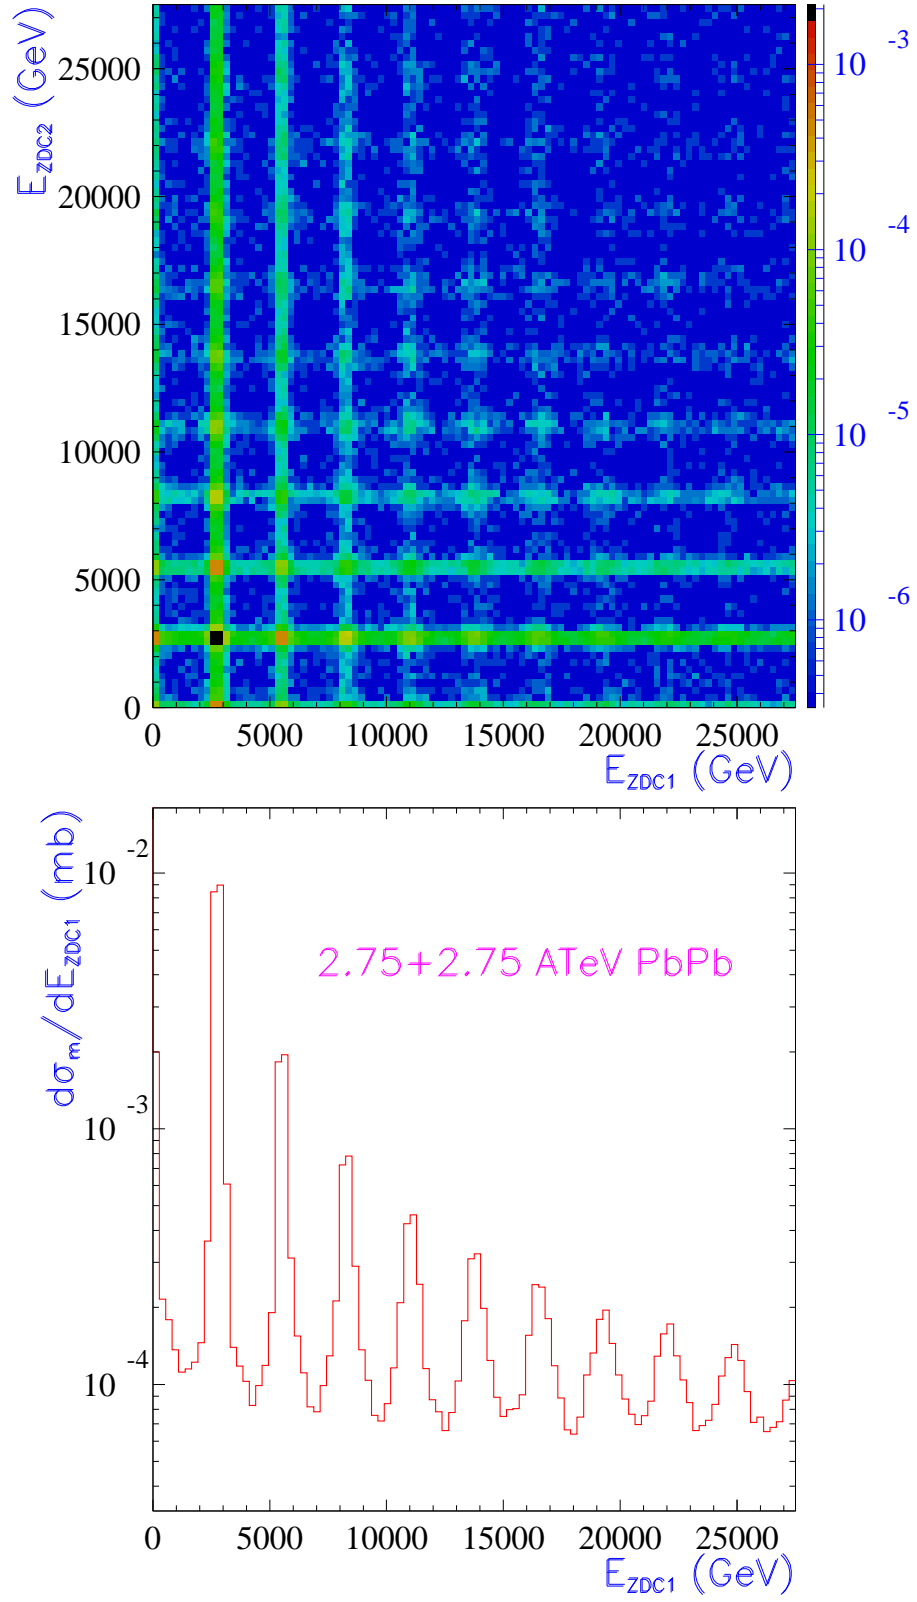 E_ZDC2 (GeV)
25000
20000
15000
10000
5000
0
0 5000 10000 15000 20000 25000
E_ZDC1 (GeV)
10^-3
10^-4
10^-5
10^-6
dσ_m/dE_ZDC1 (mb)
10^-2
10^-3
10^-4
2.75+2.75 ATeV PbPb
0 5000 10000 15000 20000 25000
E_ZDC1 (GeV)